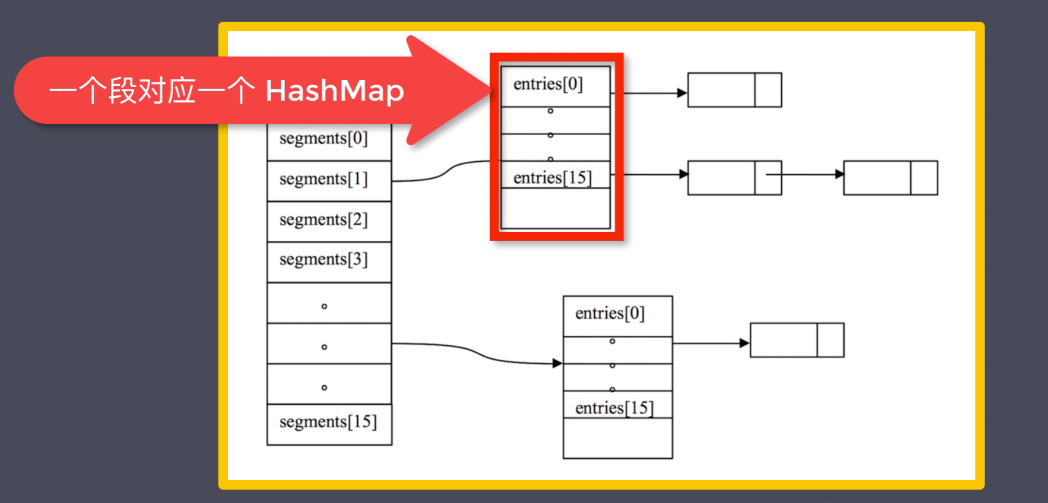 一个段对应一个 HashMap
segments[0]
segments[1]
segments[2]
segments[3]
segments[15]
entries[0]
entries[15]
entries[0]
entries[15]